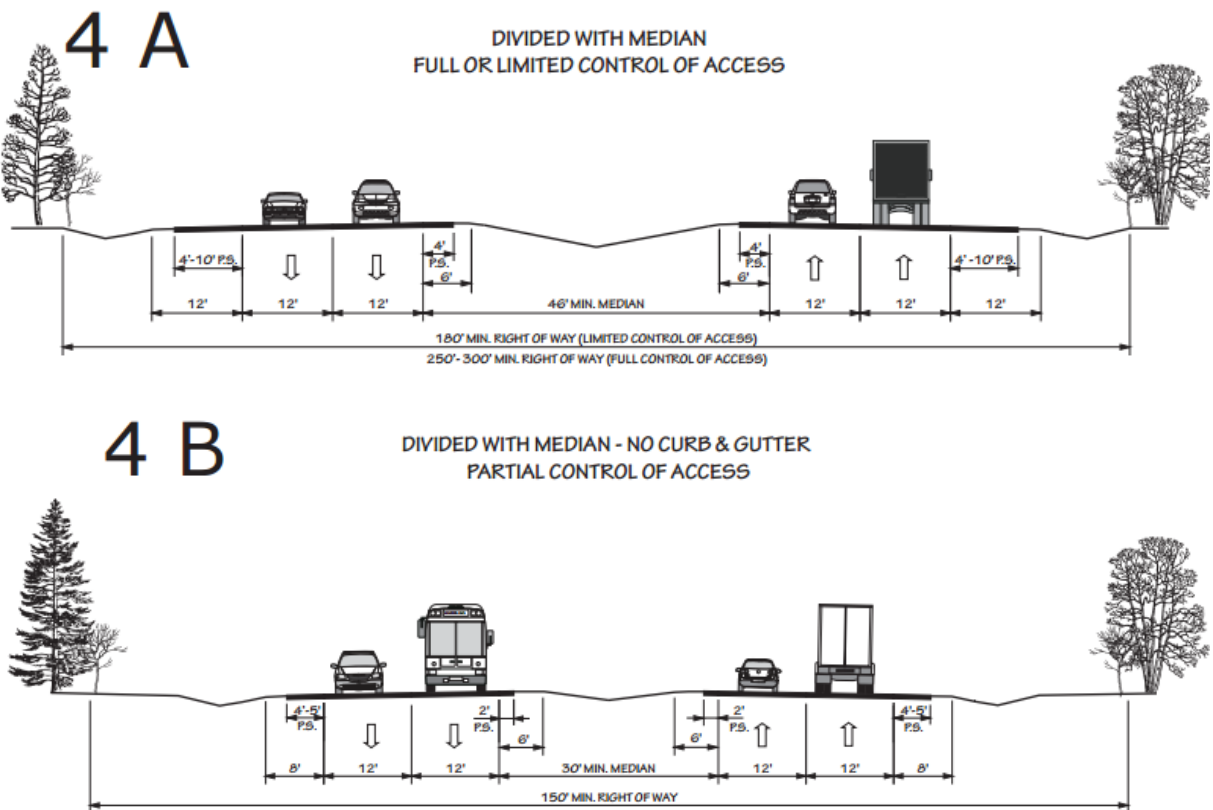 4 A
DIVIDED WITH MEDIAN
FULL OR LIMITED CONTROL OF ACCESS
4'-10' P.S.
4'
P.S.
6'
4'
P.S.
6'
4'-10' P.S.
12'
12'
12'
46' MIN. MEDIAN
12'
12'
12'
180' MIN. RIGHT OF WAY (LIMITED CONTROL OF ACCESS)
250'- 300' MIN. RIGHT OF WAY (FULL CONTROL OF ACCESS)
4 B
DIVIDED WITH MEDIAN - NO CURB & GUTTER
PARTIAL CONTROL OF ACCESS
4'-5'
P.S.
2'
P.S.
6'
2'
P.S.
6'
4'-5'
P.S.
8'
12'
12'
30' MIN. MEDIAN
12'
12'
8'
150' MIN. RIGHT OF WAY